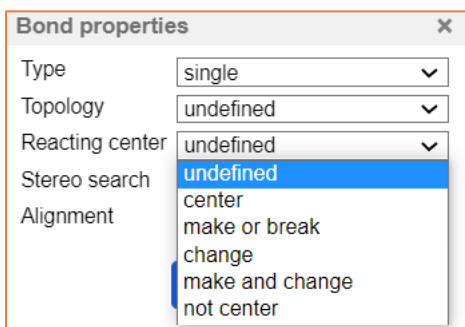 Bond properties ×
Type single
Topology undefined
Reacting center undefined
undefined
Stereo search center
make or break
Alignment change
make and change
not center